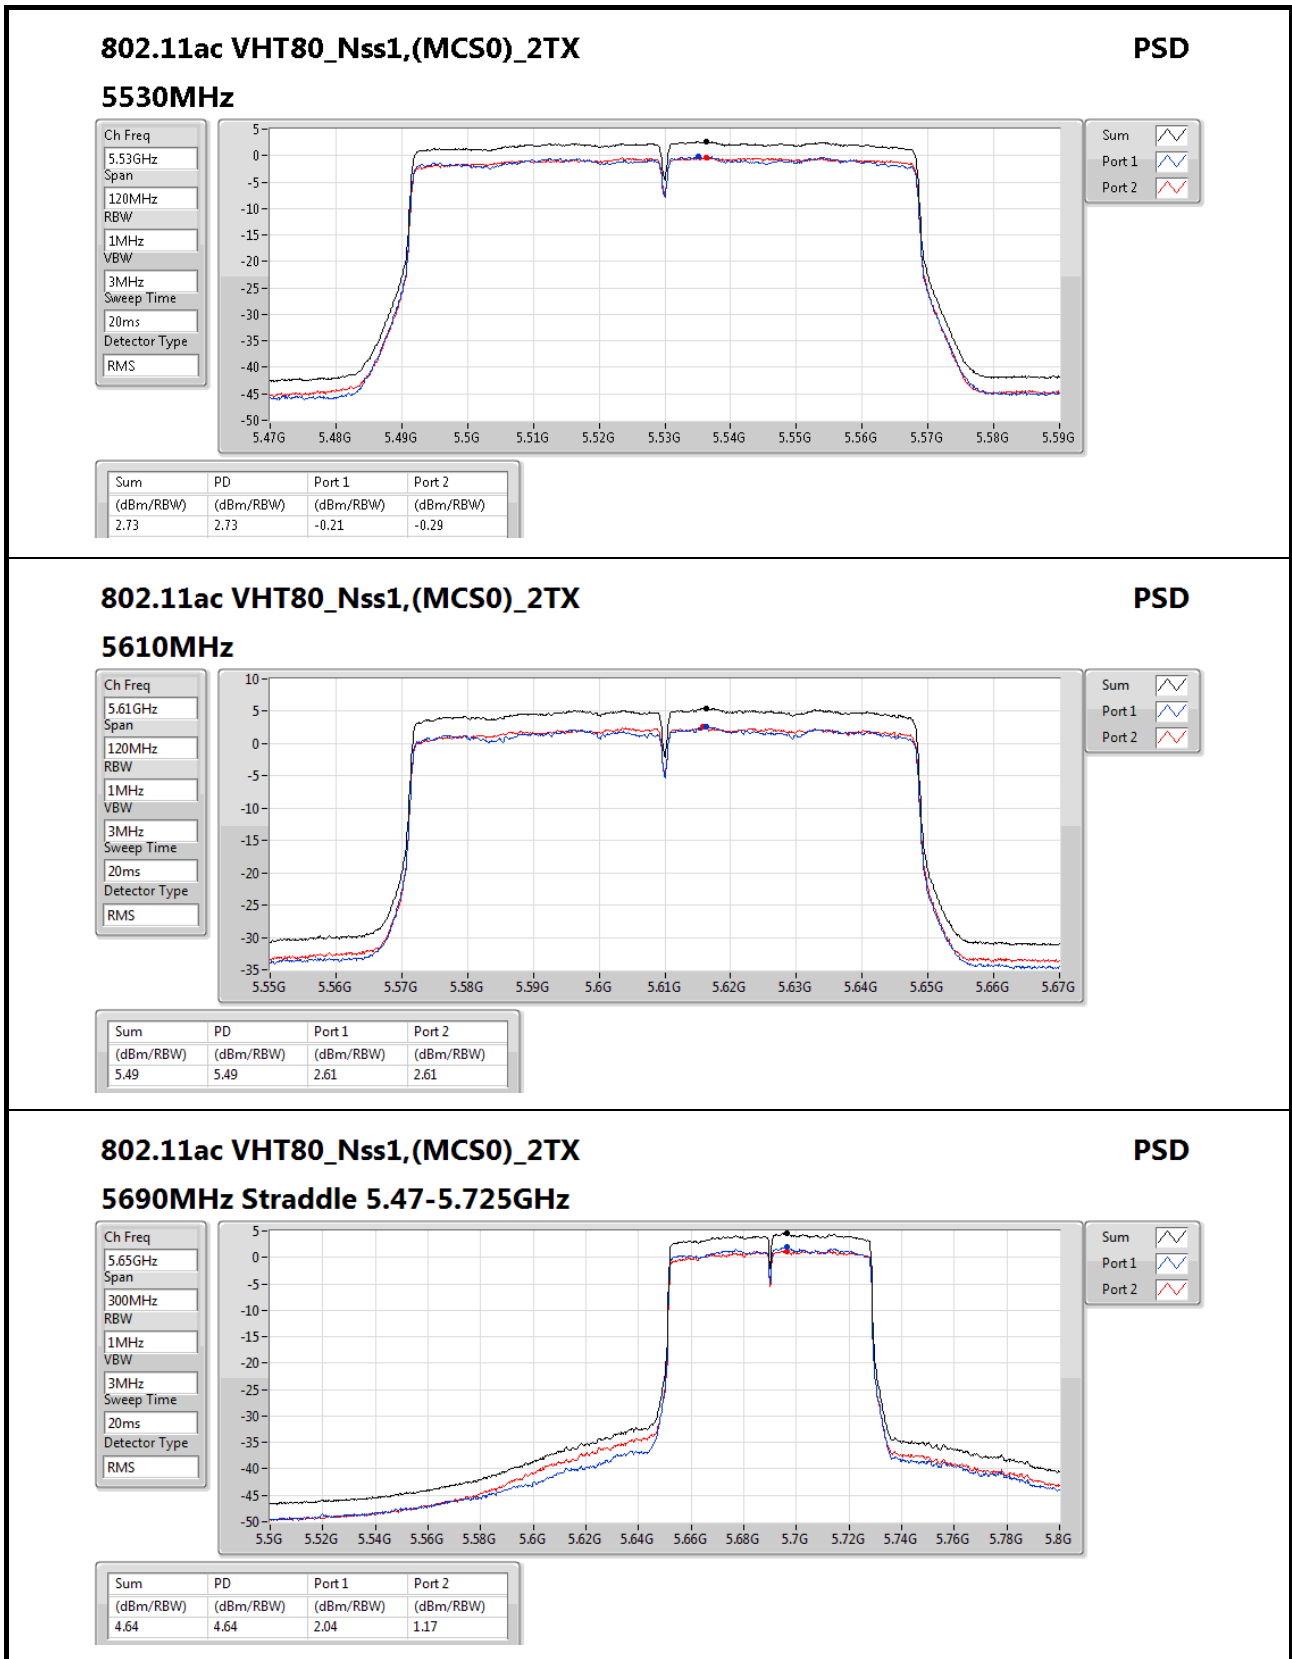 802.11ac VHT80_Nss1,(MCS0)_2TX PSD
5530MHz
Ch Freq
5.53GHz
Span
120MHz
RBW
1MHz
VBW
3MHz
Sweep Time
20ms
Detector Type
RMS
5
0
-5
-10
-15
-20
-25
-30
-35
-40
-45
-50
5.47G 5.48G 5.49G 5.5G 5.51G 5.52G 5.53G 5.54G 5.55G 5.56G 5.57G 5.58G 5.59G
Sum
Port 1
Port 2
Sum PD Port 1 Port 2
(dBm/RBW) (dBm/RBW) (dBm/RBW) (dBm/RBW)
2.73 2.73 -0.21 -0.29
802.11ac VHT80_Nss1,(MCS0)_2TX PSD
5610MHz
Ch Freq
5.61GHz
Span
120MHz
RBW
1MHz
VBW
3MHz
Sweep Time
20ms
Detector Type
RMS
10
5
0
-5
-10
-15
-20
-25
-30
-35
5.55G 5.56G 5.57G 5.58G 5.59G 5.6G 5.61G 5.62G 5.63G 5.64G 5.65G 5.66G 5.67G
Sum
Port 1
Port 2
Sum PD Port 1 Port 2
(dBm/RBW) (dBm/RBW) (dBm/RBW) (dBm/RBW)
5.49 5.49 2.61 2.61
802.11ac VHT80_Nss1,(MCS0)_2TX PSD
5690MHz Straddle 5.47-5.725GHz
Ch Freq
5.65GHz
Span
300MHz
RBW
1MHz
VBW
3MHz
Sweep Time
20ms
Detector Type
RMS
5
0
-5
-10
-15
-20
-25
-30
-35
-40
-45
-50
5.5G 5.52G 5.54G 5.56G 5.58G 5.6G 5.62G 5.64G 5.66G 5.68G 5.7G 5.72G 5.74G 5.76G 5.78G 5.8G
Sum
Port 1
Port 2
Sum PD Port 1 Port 2
(dBm/RBW) (dBm/RBW) (dBm/RBW) (dBm/RBW)
4.64 4.64 2.04 1.17